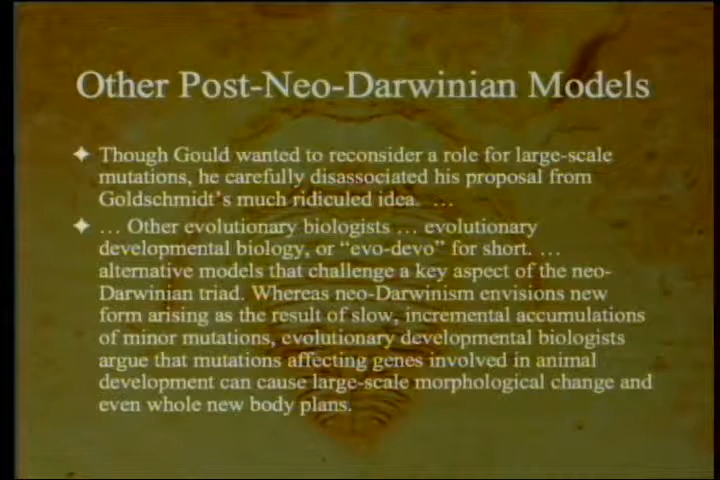 Other Post-Neo-Darwinian Models
✦ Though Gould wanted to reconsider a role for large-scale
mutations, he carefully disassociated his proposal from
Goldschmidt's much ridiculed idea. …
✦ … Other evolutionary biologists … evolutionary
developmental biology, or “evo-devo” for short. …
alternative models that challenge a key aspect of the neo-
Darwinian triad. Whereas neo-Darwinism envisions new
form arising as the result of slow, incremental accumulations
of minor mutations, evolutionary developmental biologists
argue that mutations affecting genes involved in animal
development can cause large-scale morphological change and
even whole new body plans.